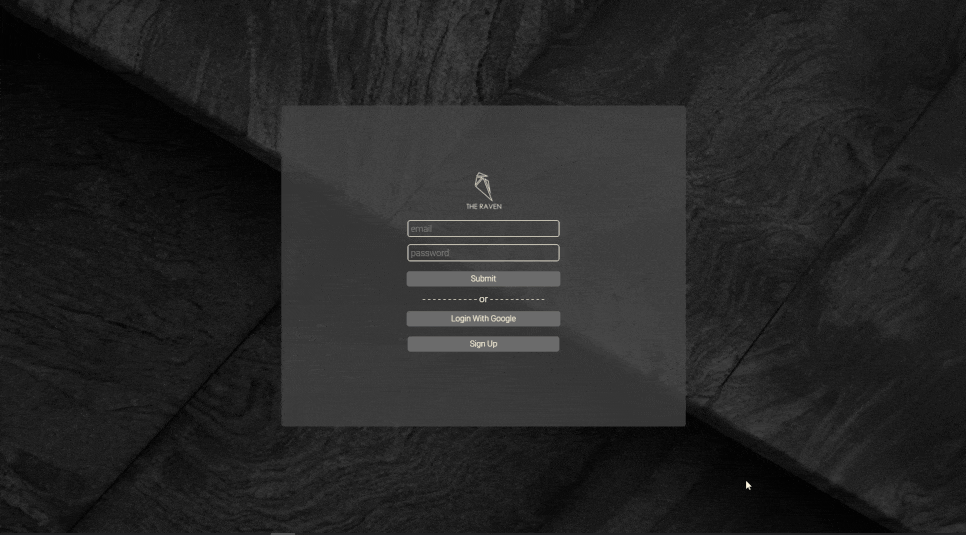 THE RAVEN
email
password
Submit
----------- or -----------
Login With Google
Sign Up